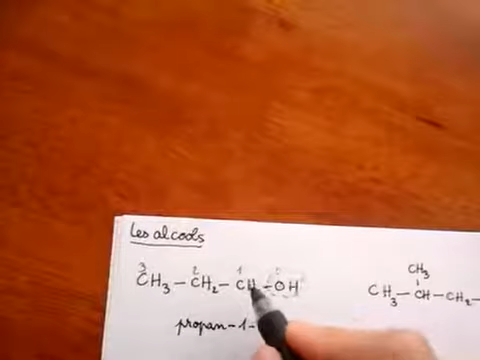 Les alcools
3 2 1
CH₃ – CH₂ – CH – OH
CH₃
CH₃ – CH – CH₂ –
propan – 1 –